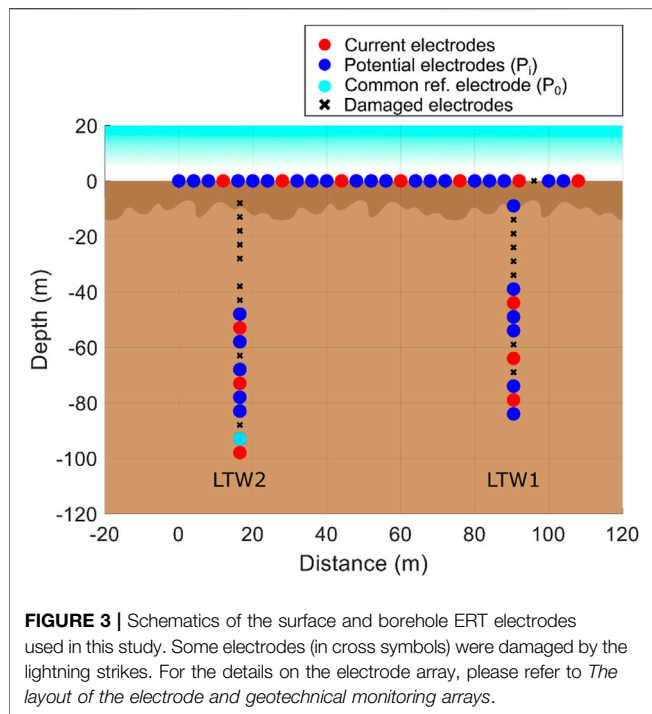 Current electrodes
Potential electrodes (Pi)
Common ref. electrode (P0)
Damaged electrodes
20
0
-20
-40
-60
-80
-100
-120
Depth (m)
LTW2
LTW1
-20 0 20 40 60 80 100 120
Distance (m)
FIGURE 3 | Schematics of the surface and borehole ERT electrodes
used in this study. Some electrodes (in cross symbols) were damaged by the
lightning strikes. For the details on the electrode array, please refer to The
layout of the electrode and geotechnical monitoring arrays.